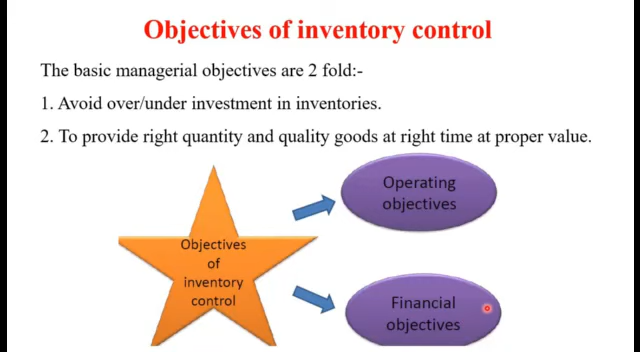 Objectives of inventory control
The basic managerial objectives are 2 fold:-
1. Avoid over/under investment in inventories.
2. To provide right quantity and quality goods at right time at proper value.
Operating
objectives
Objectives
of
inventory
control
Financial
objectives